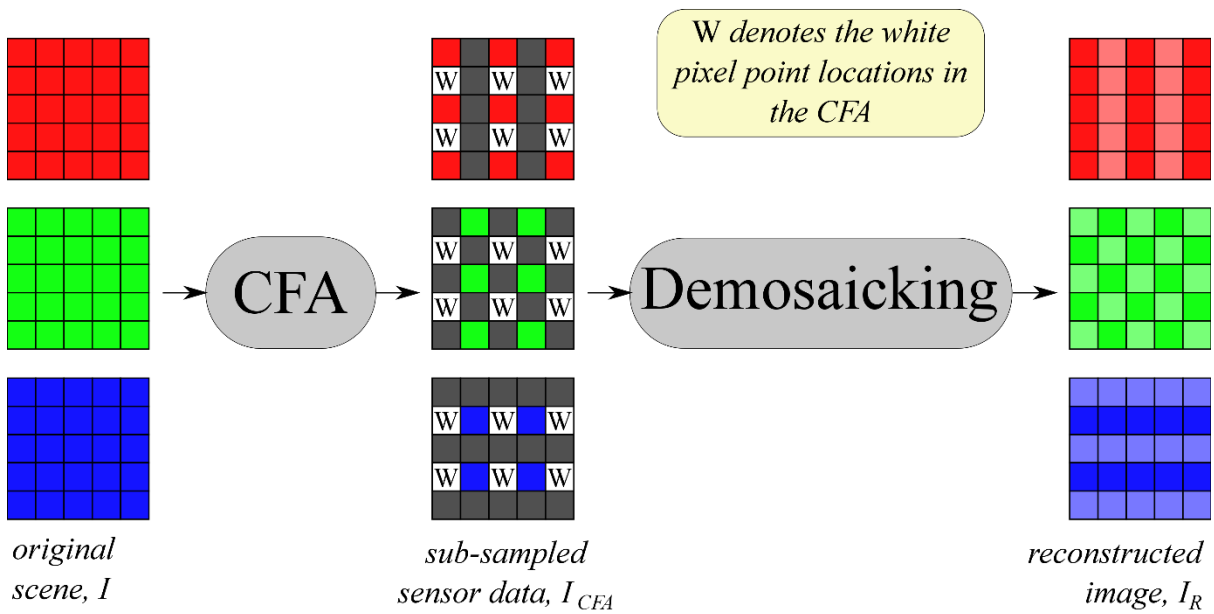 W denotes the white
pixel point locations in
the CFA
W W W
W W W
CFA
W W W
W W W
Demosaicking
W W W
W W W
original
scene, I
sub-sampled
sensor data, I CFA
reconstructed
image, I R